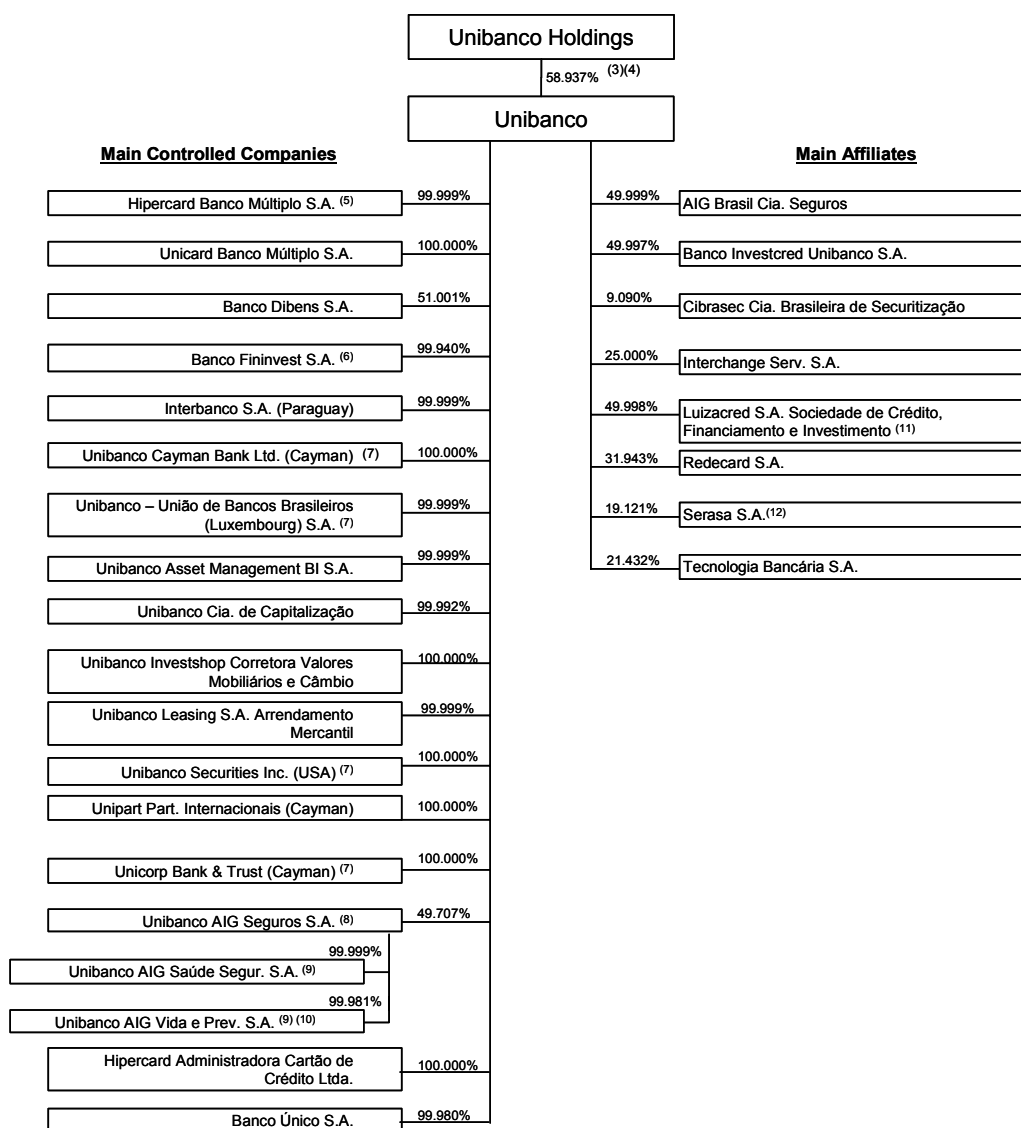 Unibanco Holdings
58.937% (3)(4)
Unibanco
Main Controlled Companies
Hipercard Banco Múltiplo S.A. (5)
99.999%
Unicard Banco Múltiplo S.A.
100.000%
Banco Dibens S.A.
51.001%
Banco Fininvest S.A. (6)
99.940%
Interbanco S.A. (Paraguay)
99.999%
Unibanco Cayman Bank Ltd. (Cayman) (7)
100.000%
Unibanco – União de Bancos Brasileiros
(Luxembourg) S.A. (7)
99.999%
Unibanco Asset Management BI S.A.
99.999%
Unibanco Cia. de Capitalização
99.992%
Unibanco Investshop Corretora Valores
Mobiliários e Câmbio
100.000%
Unibanco Leasing S.A. Arrendamento
Mercantil
99.999%
Unibanco Securities Inc. (USA) (7)
100.000%
Unipart Part. Internacionais (Cayman)
100.000%
Unicorp Bank & Trust (Cayman) (7)
100.000%
Unibanco AIG Seguros S.A. (8)
49.707%
99.999%
Unibanco AIG Saúde Segur. S.A. (9)
99.981%
Unibanco AIG Vida e Prev. S.A. (9) (10)
Hipercard Administradora Cartão de
Crédito Ltda.
100.000%
Banco Único S.A.
99.980%
Main Affiliates
49.999%
AIG Brasil Cia. Seguros
49.997%
Banco Investcred Unibanco S.A.
9.090%
Cibrasec Cia. Brasileira de Securitização
25.000%
Interchange Serv. S.A.
49.998%
Luizacred S.A. Sociedade de Crédito,
Financiamento e Investimento (11)
31.943%
Redecard S.A.
19.121%
Serasa S.A.(12)
21.432%
Tecnologia Bancária S.A.